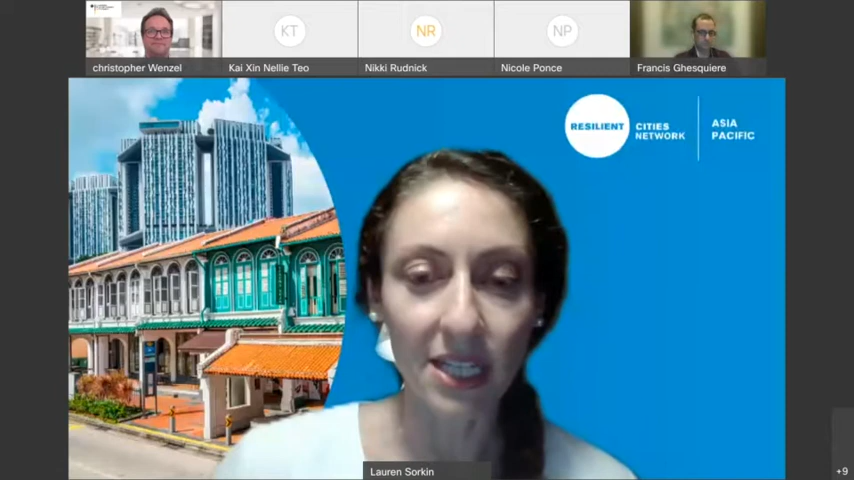 KT
NR
NP
christopher Wenzel
Kai Xin Nellie Teo
Nikki Rudnick
Nicole Ponce
Francis Ghesquiere
RESILIENT
CITIES
NETWORK
ASIA
PACIFIC
Lauren Sorkin
+9